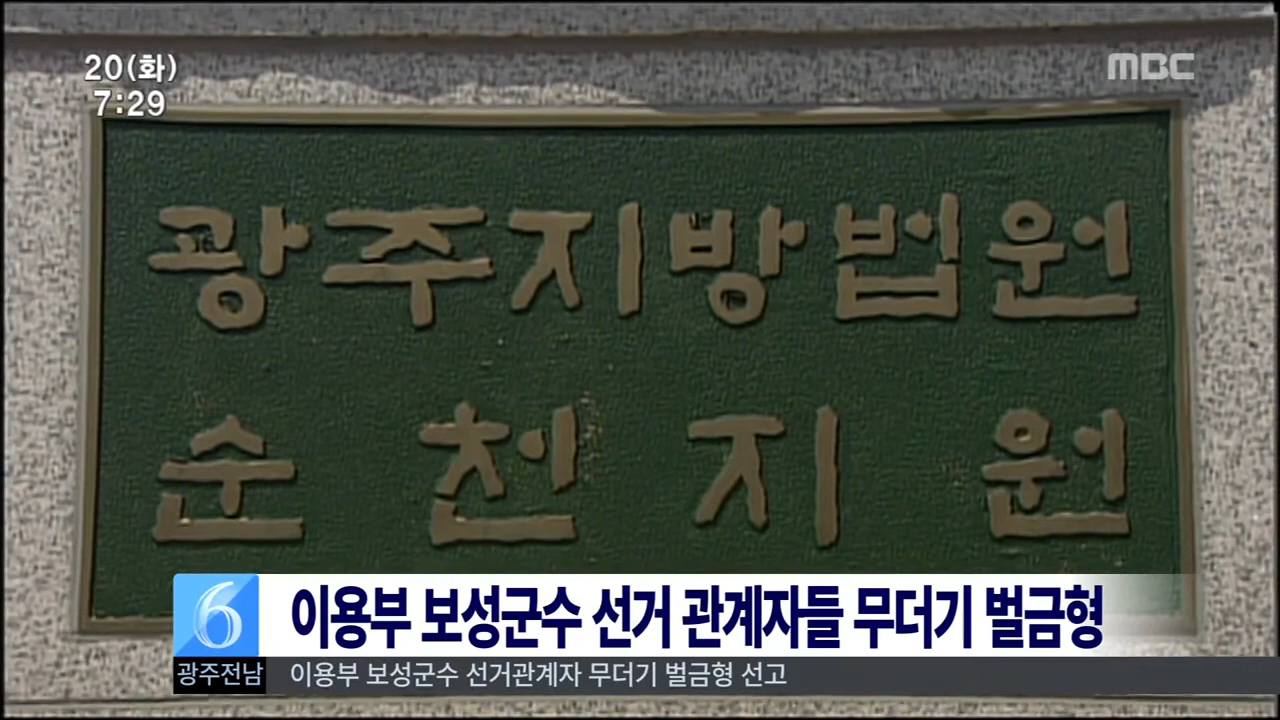 20(화)
7:29
MBC
광주지방법원
순천지원
6
이용부 보성군수 선거 관계자들 무더기 벌금형
광주전남
이용부 보성군수 선거관계자 무더기 벌금형 선고